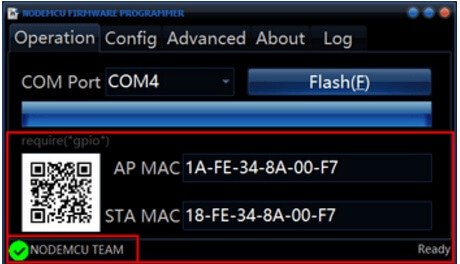 NODEMCU FIRMWARE PROGRAMMER
Operation Config Advanced About Log
COM Port COM4 Flash(F)
require("gpio")
AP MAC 1A-FE-34-8A-00-F7
STA MAC 18-FE-34-8A-00-F7
NODEMCU TEAM Ready